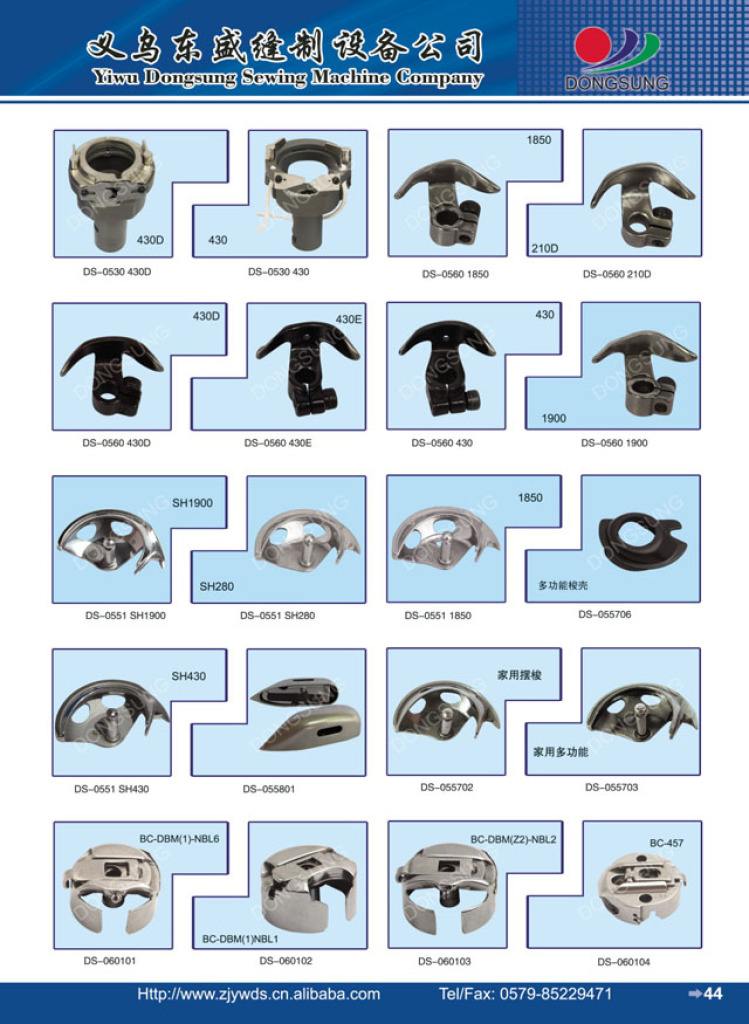 义乌东盛缝制设备公司
Yiwu Dongsung Sewing Machine Company
DONGSUNG
430D
430
1850
210D
DS-0530 430D
DS-0530 430
DS-0560 1850
DS-0560 210D
430D
430E
430
1900
DS-0560 430D
DS-0560 430E
DS-0560 430
DS-0560 1900
SH1900
SH280
1850
多功能梭壳
DS-0551 SH1900
DS-0551 SH280
DS-0551 1850
DS-055706
SH430
家用摆梭
家用多功能
DS-0551 SH430
DS-055801
DS-055702
DS-055703
BC-DBM(1)-NBL6
BC-DBM(1)NBL1
BC-DBM(Z2)-NBL2
BC-457
DS-060101
DS-060102
DS-060103
DS-060104
Http://www.zjywds.cn.alibaba.com
Tel/Fax: 0579-85229471
44